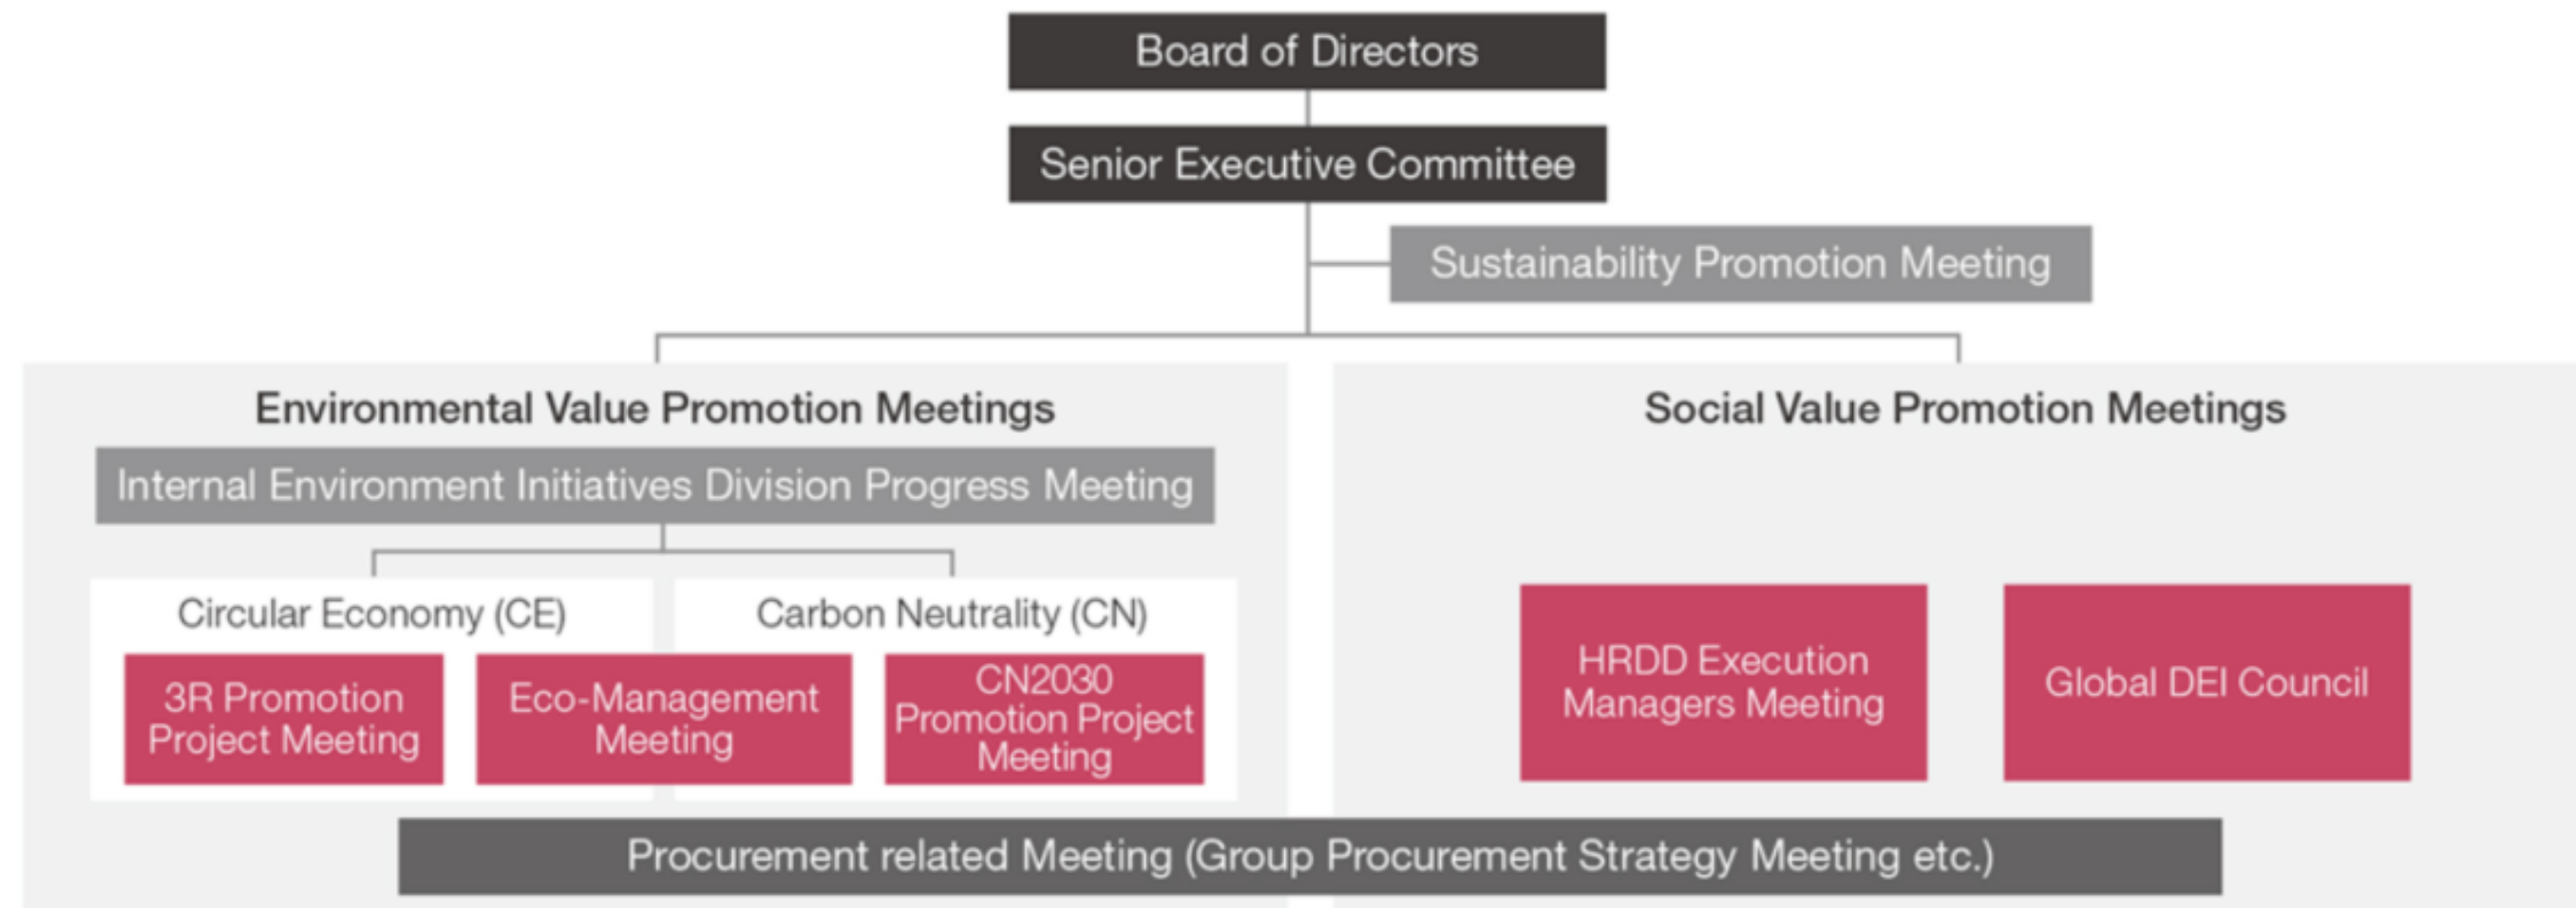 Board of Directors
Senior Executive Committee
Sustainability Promotion Meeting
Environmental Value Promotion Meetings
Internal Environment Initiatives Division Progress Meeting
Circular Economy (CE)
3R Promotion
Project Meeting
Eco-Management
Meeting
Carbon Neutrality (CN)
CN2030
Promotion Project
Meeting
Social Value Promotion Meetings
HRDD Execution
Managers Meeting
Global DEI Council
Procurement related Meeting (Group Procurement Strategy Meeting etc.)